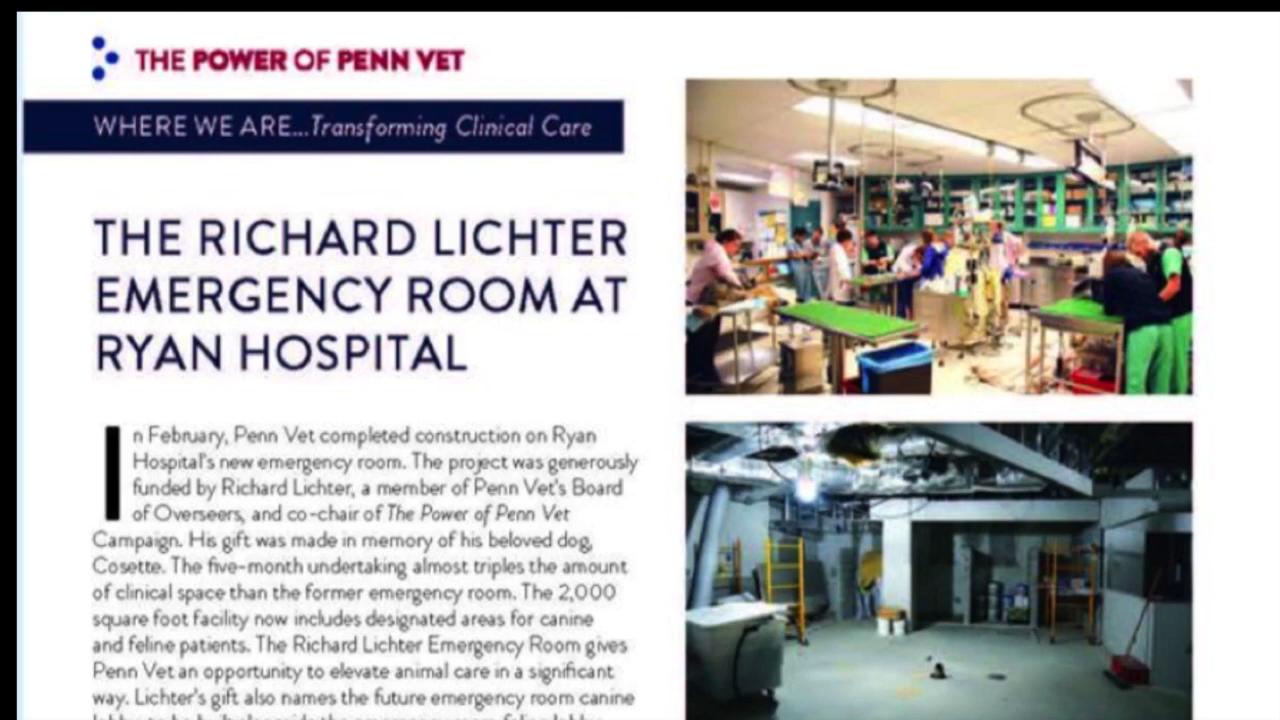 THE POWER OF PENN VET
WHERE WE ARE...Transforming Clinical Care
THE RICHARD LICHTER
EMERGENCY ROOM AT
RYAN HOSPITAL
In February, Penn Vet completed construction on Ryan
Hospital's new emergency room. The project was generously
funded by Richard Lichter, a member of Penn Vet's Board
of Overseers, and co-chair of The Power of Penn Vet
Campaign. His gift was made in memory of his beloved dog,
Cosette. The five-month undertaking almost triples the amount
of clinical space than the former emergency room. The 2,000
square foot facility now includes designated areas for canine
and feline patients. The Richard Lichter Emergency Room gives
Penn Vet an opportunity to elevate animal care in a significant
way. Lichter's gift also names the future emergency room canine